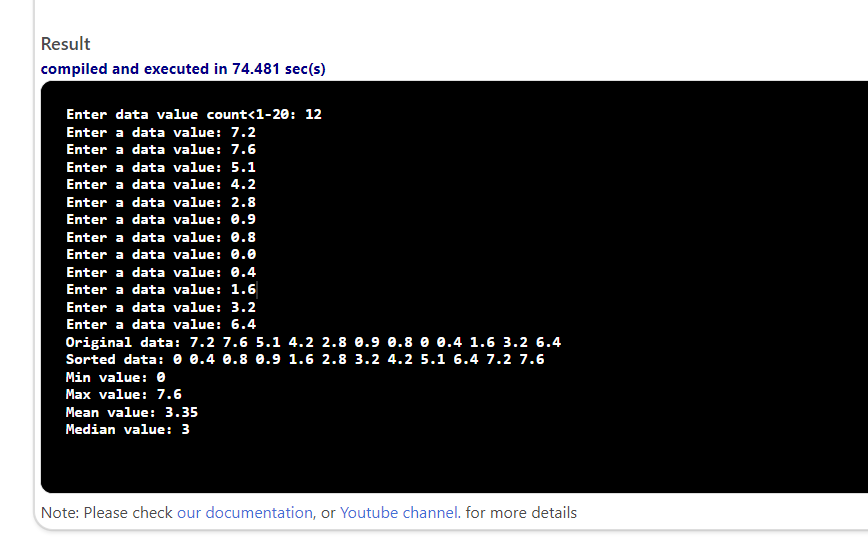 Result
compiled and executed in 74.481 sec(s)
Enter data value count<1-20: 12
Enter a data value: 7.2
Enter a data value: 7.6
Enter a data value: 5.1
Enter a data value: 4.2
Enter a data value: 2.8
Enter a data value: 0.9
Enter a data value: 0.8
Enter a data value: 0.0
Enter a data value: 0.4
Enter a data value: 1.6
Enter a data value: 3.2
Enter a data value: 6.4
Original data: 7.2 7.6 5.1 4.2 2.8 0.9 0.8 0 0.4 1.6 3.2 6.4
Sorted data: 0 0.4 0.8 0.9 1.6 2.8 3.2 4.2 5.1 6.4 7.2 7.6
Min value: 0
Max value: 7.6
Mean value: 3.35
Median value: 3
Note: Please check our documentation, or Youtube channel. for more details